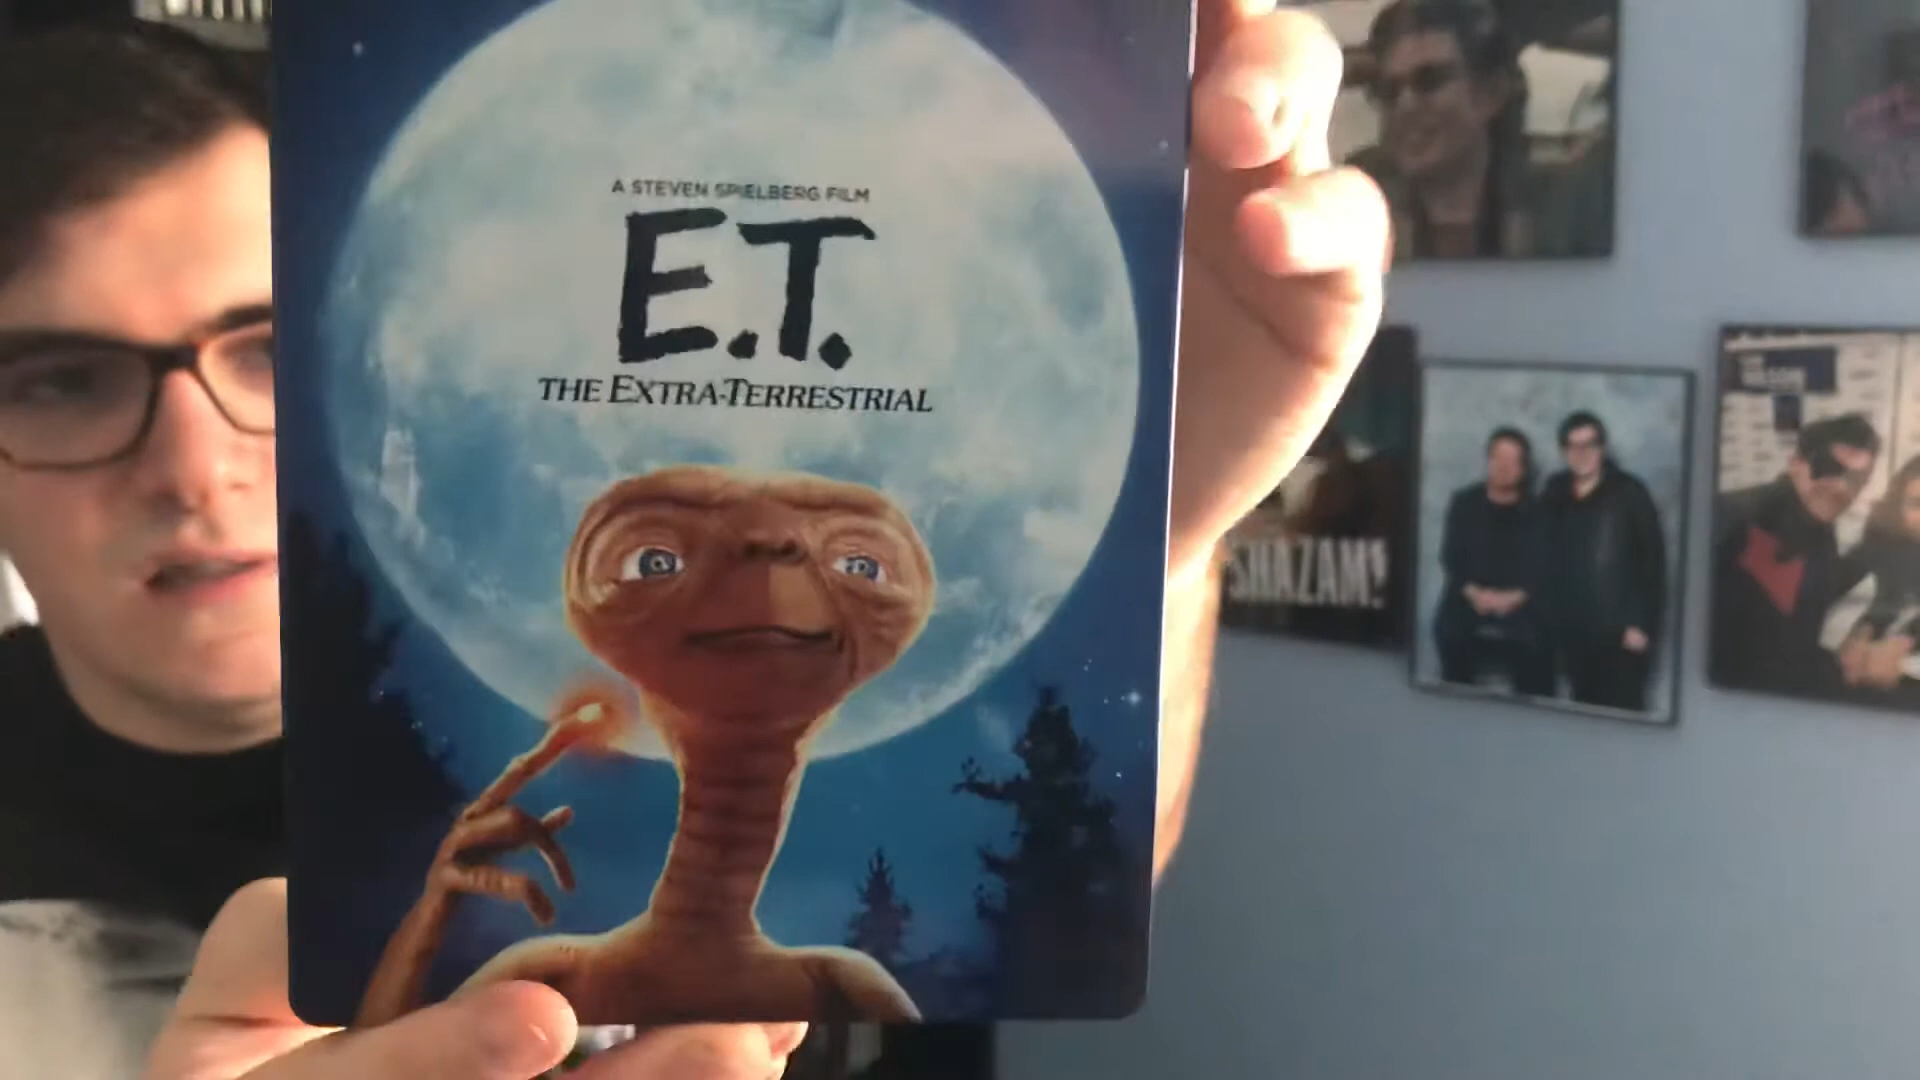 A STEVEN SPIELBERG FILM
E.T.
THE EXTRA-TERRESTRIAL
SHAZAM!